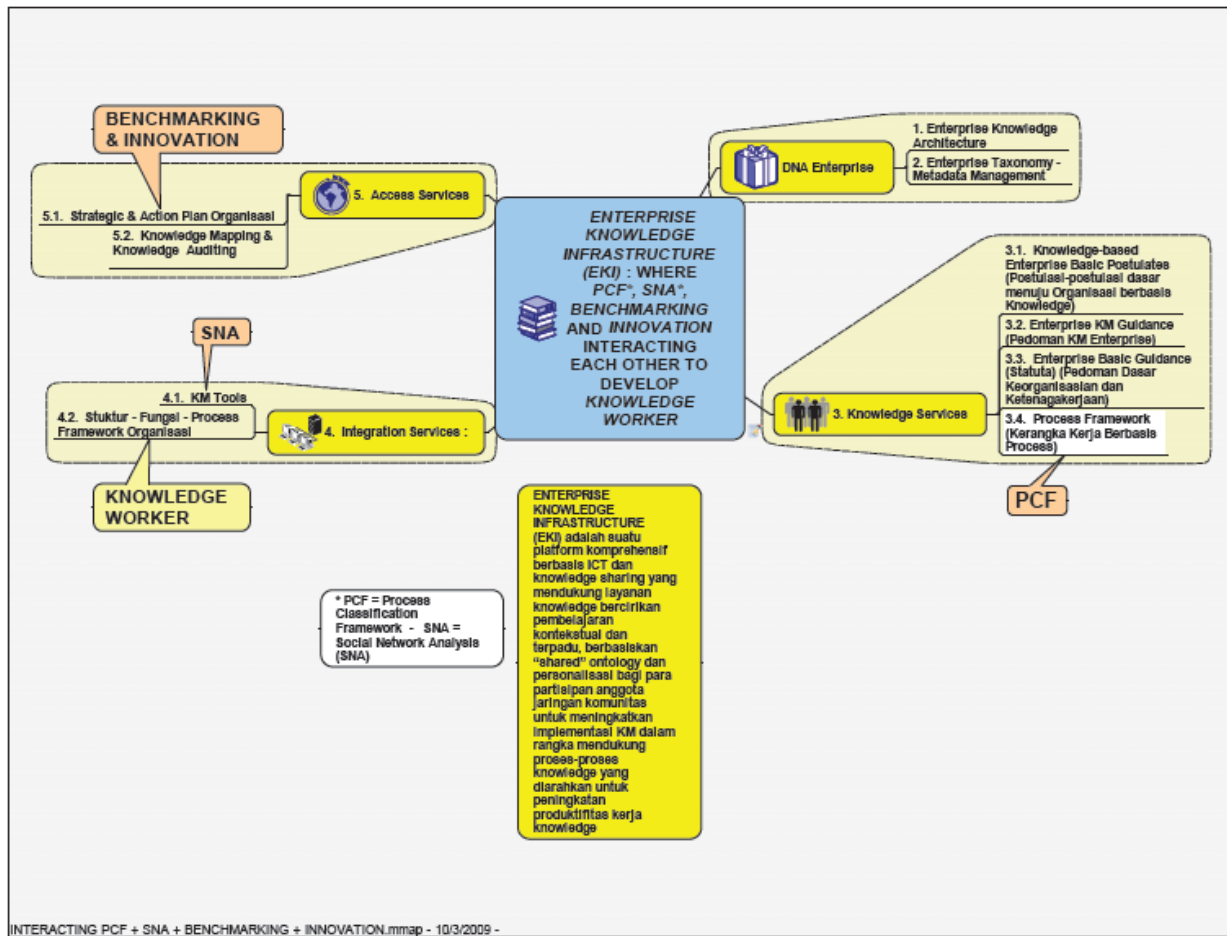 BENCHMARKING
& INNOVATION
5. Access Services
5.1. Strategic & Action Plan Organisasi
5.2. Knowledge Mapping &
Knowledge Auditing
SNA
4.1. KM Tools
4.2. Stuktur - Fungsi - Process
Framework Organisasi
4. Integration Services :
KNOWLEDGE
WORKER
ENTERPRISE
KNOWLEDGE
INFRASTRUCTURE
(EKI) : WHERE
PCF*, SNA*,
BENCHMARKING
AND INNOVATION
INTERACTING
EACH OTHER TO
DEVELOP
KNOWLEDGE
WORKER
DNA Enterprise
1. Enterprise Knowledge
Architecture
2. Enterprise Taxonomy -
Metadata Management
3. Knowledge Services
3.1. Knowledge-based
Enterprise Basic Postulates
(Postulasi-postulasi dasar
menuju Organisasi berbasis
Knowledge)
3.2. Enterprise KM Guidance
(Pedoman KM Enterprise)
3.3. Enterprise Basic Guidance
(Statuta) (Pedoman Dasar
Keorganisasian dan
Ketenagakerjaan)
3.4. Process Framework
(Kerangka Kerja Berbasis
Process)
PCF
* PCF = Process
Classification
Framework - SNA =
Social Network Analysis
(SNA)
ENTERPRISE
KNOWLEDGE
INFRASTRUCTURE
(EKI) adalah suatu
platform komprehensif
berbasis ICT dan
knowledge sharing yang
mendukung layanan
knowledge bercirikan
pembelajaran
kontekstual dan
terpadu, berbasiskan
“shared” ontology dan
personalisasi bagi para
partisipan anggota
jaringan komunitas
untuk meningkatkan
implementasi KM dalam
rangka mendukung
proses-proses
knowledge yang
diarahkan untuk
peningkatan
produktifitas kerja
knowledge
INTERACTING PCF + SNA + BENCHMARKING + INNOVATION.mmap - 10/3/2009 -